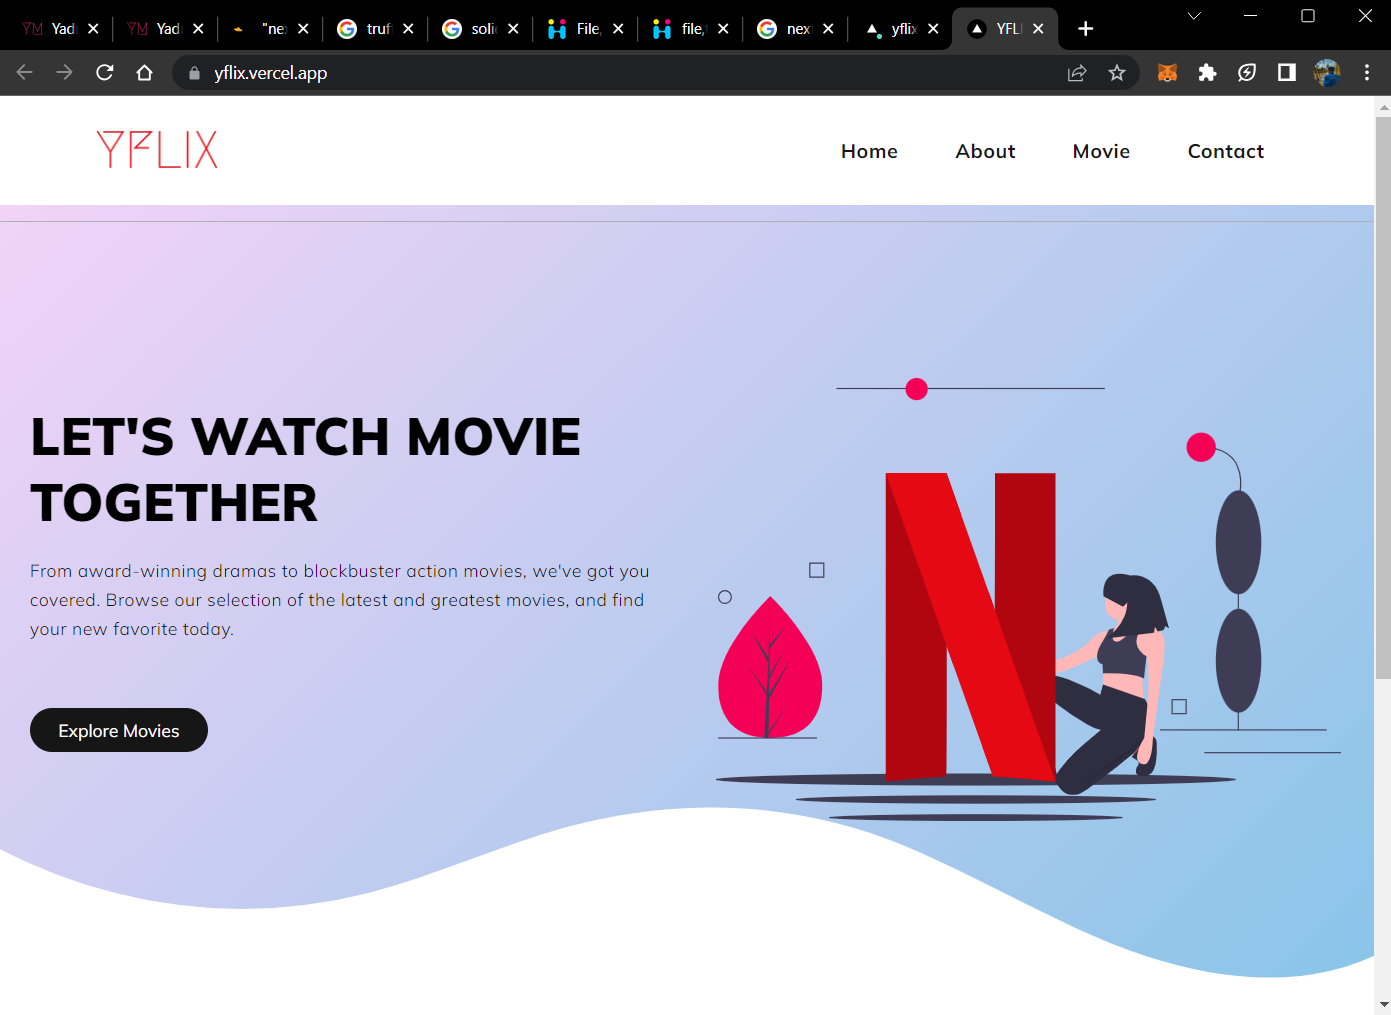 Yad
Yad
"ne
truf
soli
File,
file,
nex
yflix
YFL
yflix.vercel.app
YFLIX
Home About Movie Contact
LET'S WATCH MOVIE
TOGETHER
From award-winning dramas to blockbuster action movies, we've got you
covered. Browse our selection of the latest and greatest movies, and find
your new favorite today.
Explore Movies
N